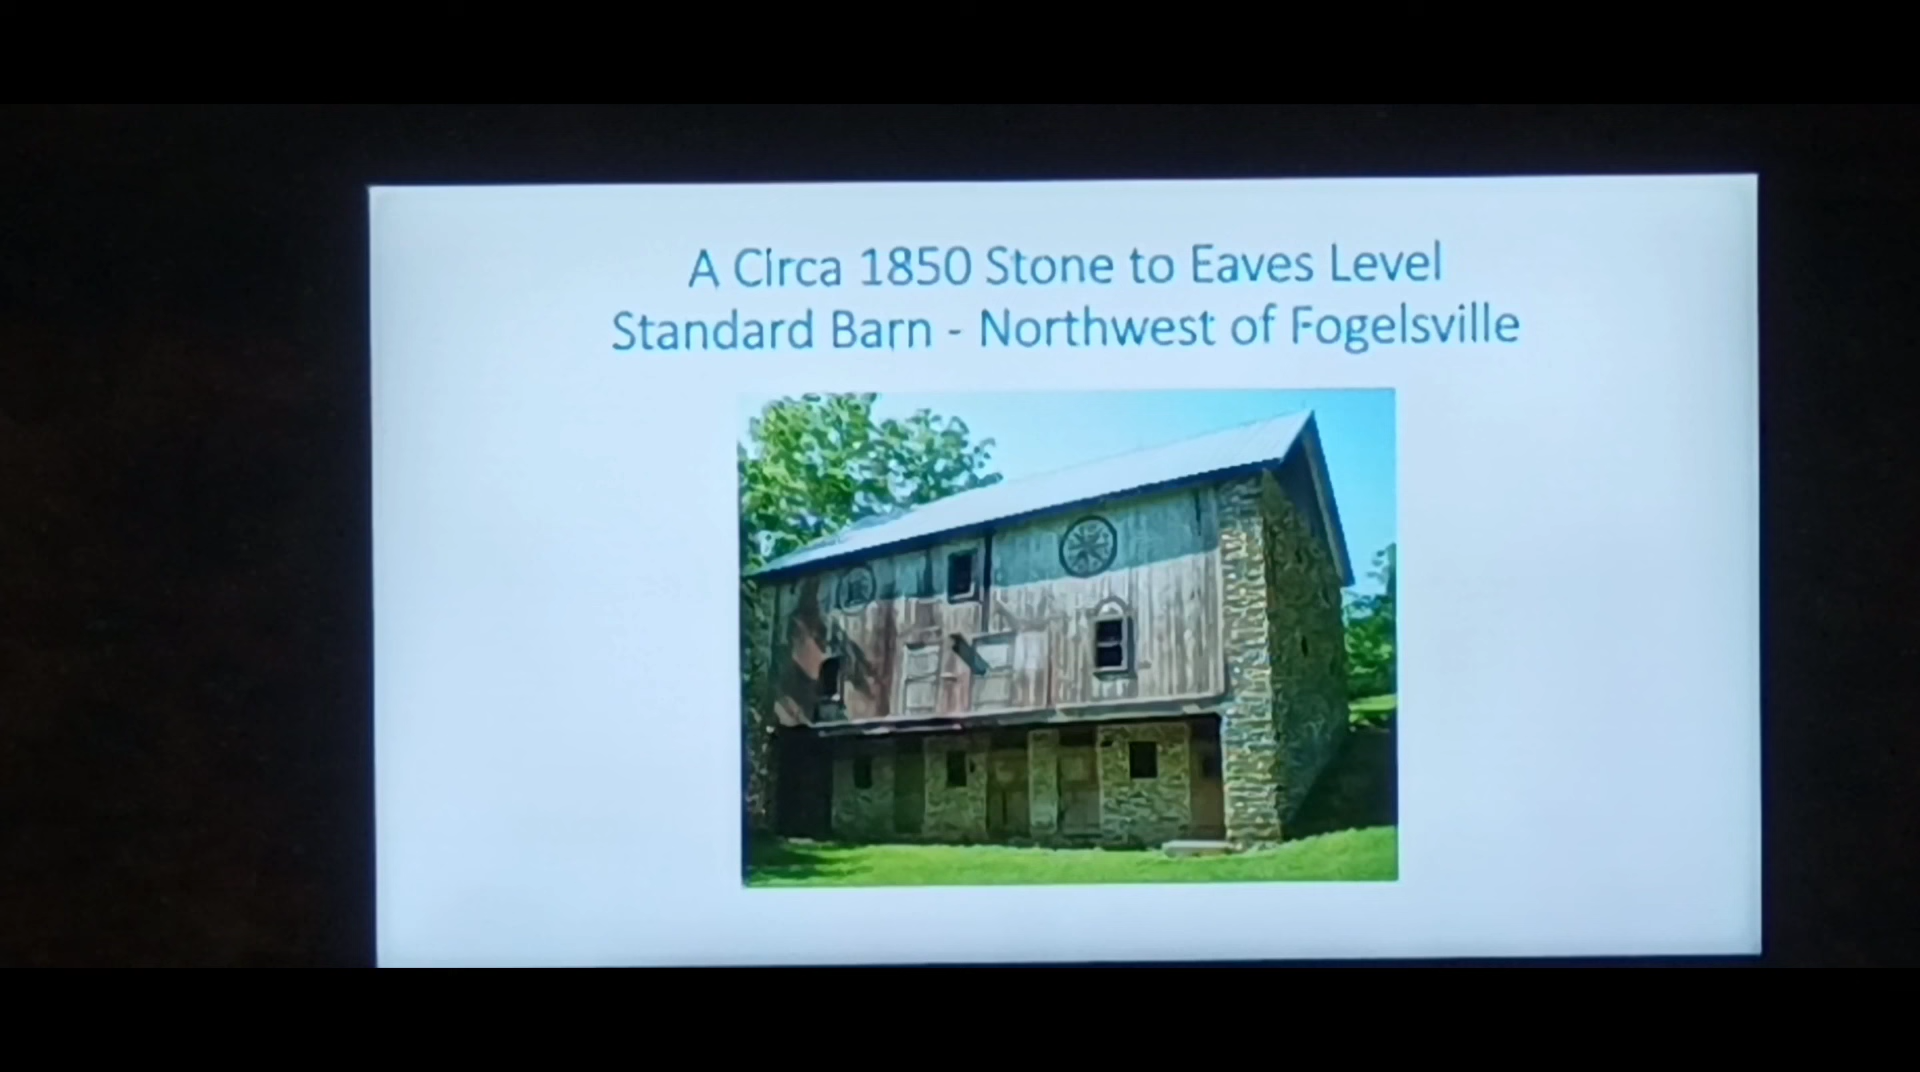 A Circa 1850 Stone to Eaves Level
Standard Barn - Northwest of Fogelsville